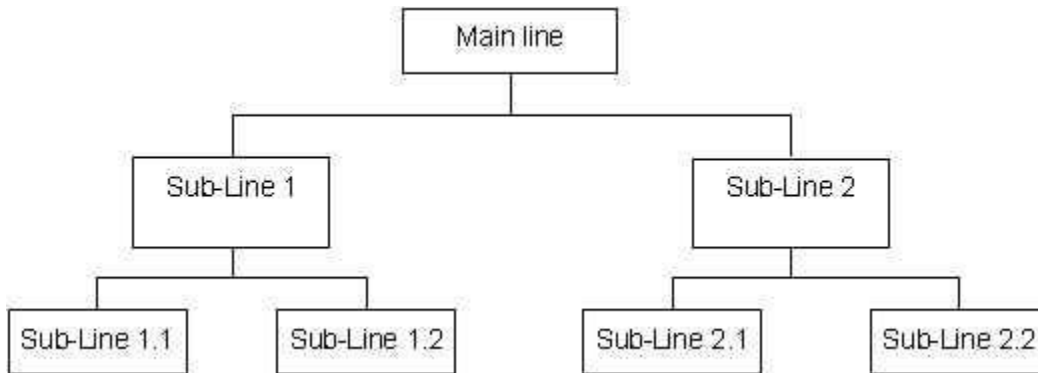 Main line
Sub-Line 1
Sub-Line 2
Sub-Line 1.1
Sub-Line 1.2
Sub-Line 2.1
Sub-Line 2.2